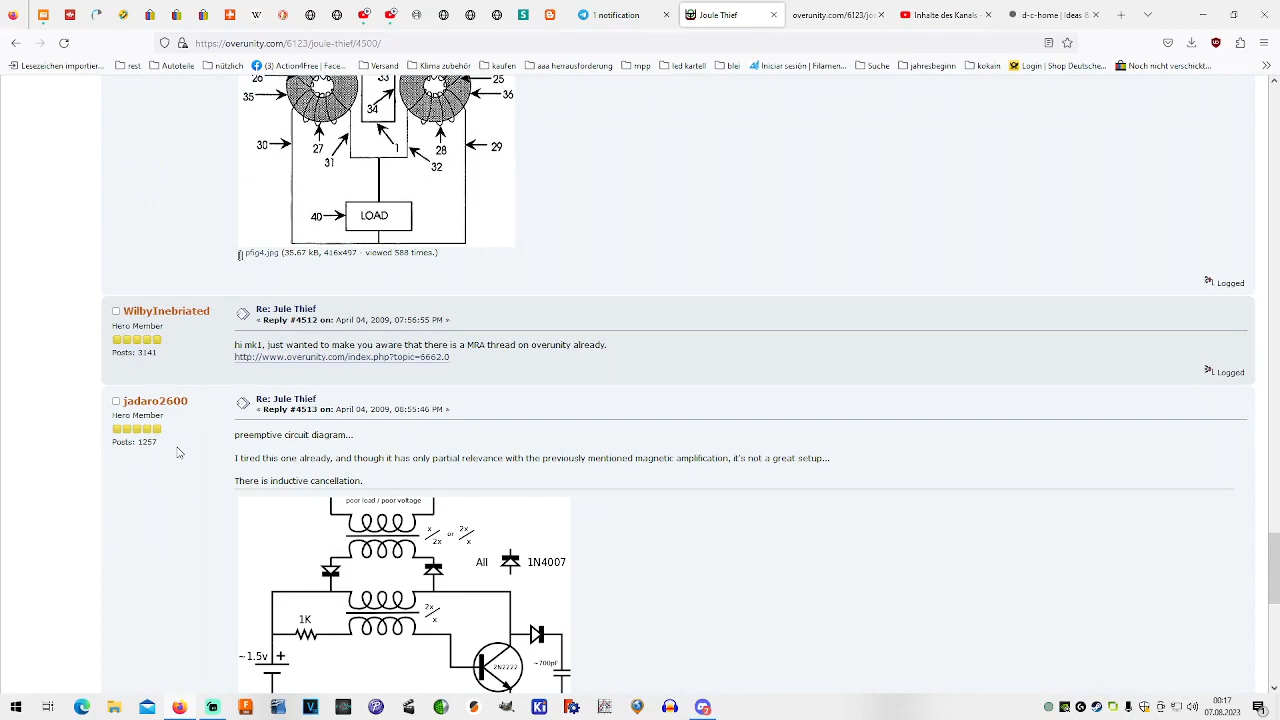 1 notification
Joule Thief
overunity.com/6123/jo
Inhalte des Kanals
d-c-home - Ideaco
https://overunity.com/6123/joule-thief/4500/
Lesezeichen importier... rest Autoteile nützlich (3) Action4Free | Face... Versand Klima zubehör kaufen aaa herrausforderung mpp led kartell blei Iniciar sesión | Filamen... Suche jahresbeginn kokain Login | Shop Deutsche... Noch nicht verschickt...
26 33 25
35 34 36
30 27 31 1 28 32 29
40 LOAD
pfig4.jpg (35.67 kB, 416x497 - viewed 588 times.)
Logged
WilbyInebriated
Hero Member
Posts: 3141
Re: Jule Thief
« Reply #4512 on: April 04, 2009, 07:56:55 PM »
hi mk1, just wanted to make you aware that there is a MRA thread on overunity already.
http://www.overunity.com/index.php?topic=6662.0
Logged
jadaro2600
Hero Member
Posts: 1257
Re: Jule Thief
« Reply #4513 on: April 04, 2009, 08:55:46 PM »
preemptive circuit diagram...
I tired this one already, and though it has only partial relevance with the previously mentioned magnetic amplification, it's not a great setup...
There is inductive cancellation.
poor load / poor voltage
x/2x or 2x/x
All 1N4007
2x/x
1K
~1.5v +
2N2222
~700pF
00:17
07.08.2023